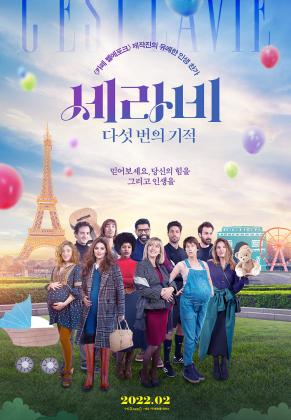 C'EST LA VIE
<카페 벨에포크> 제작진의 유쾌한 인생 찬가
세라비
다섯 번의 기적
믿어보세요, 당신의 힘을
그리고 인생을
2022.02